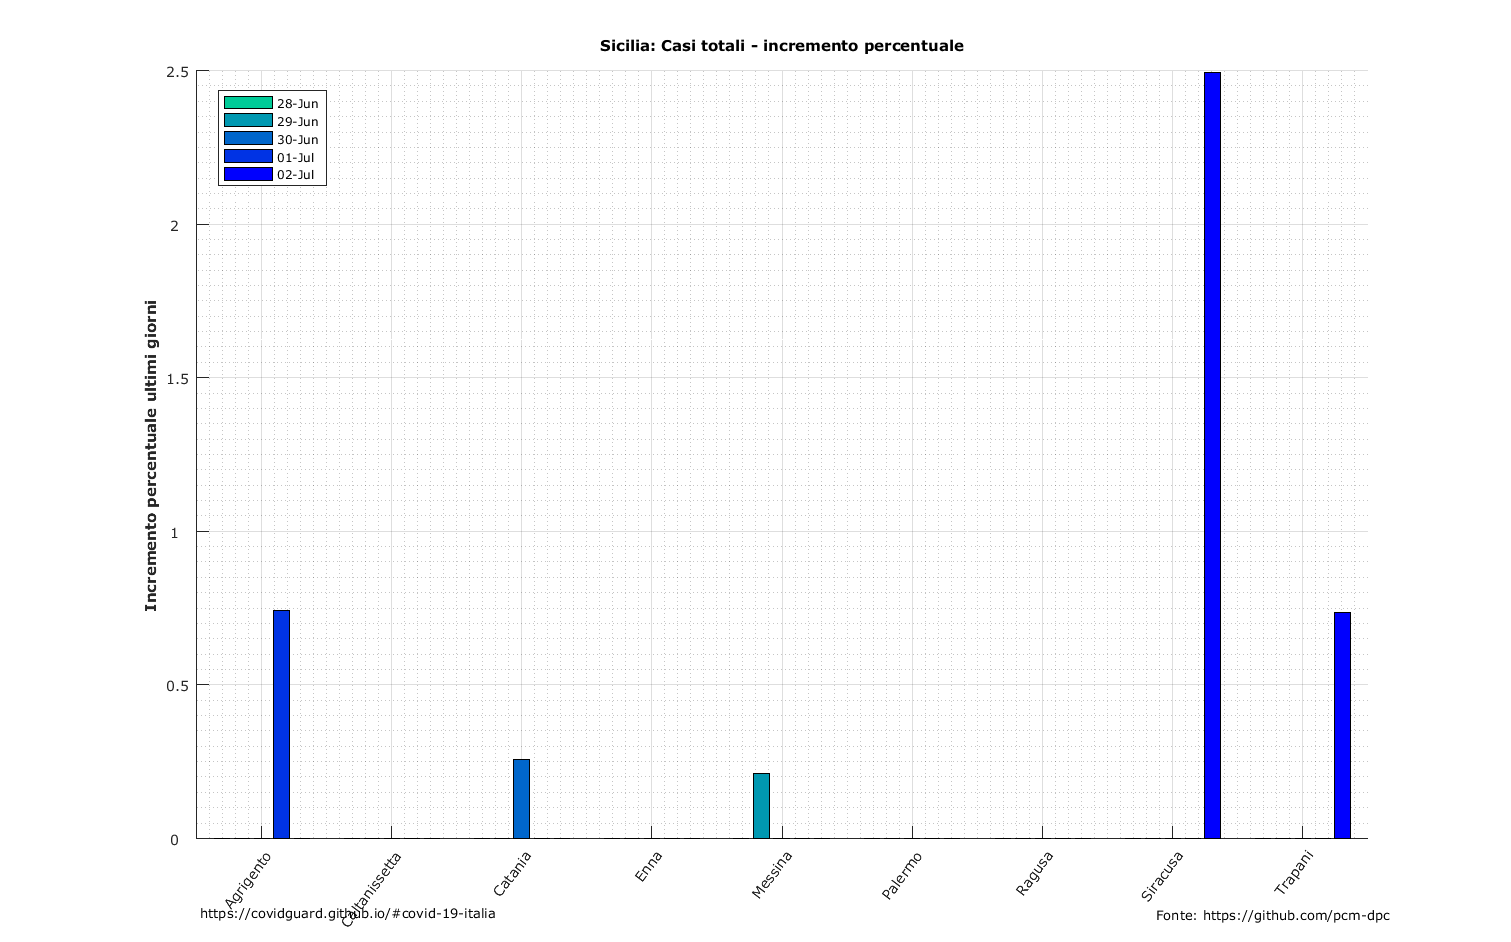 Sicilia: Casi totali - incremento percentuale
Incremento percentuale ultimi giorni
2.5
2
1.5
1
0.5
0
28-Jun
29-Jun
30-Jun
01-Jul
02-Jul
Agrigento
Caltanissetta
Catania
Enna
Messina
Palermo
Ragusa
Siracusa
Trapani
https://covidguard.github.io/#covid-19-italia
Fonte: https://github.com/pcm-dpc